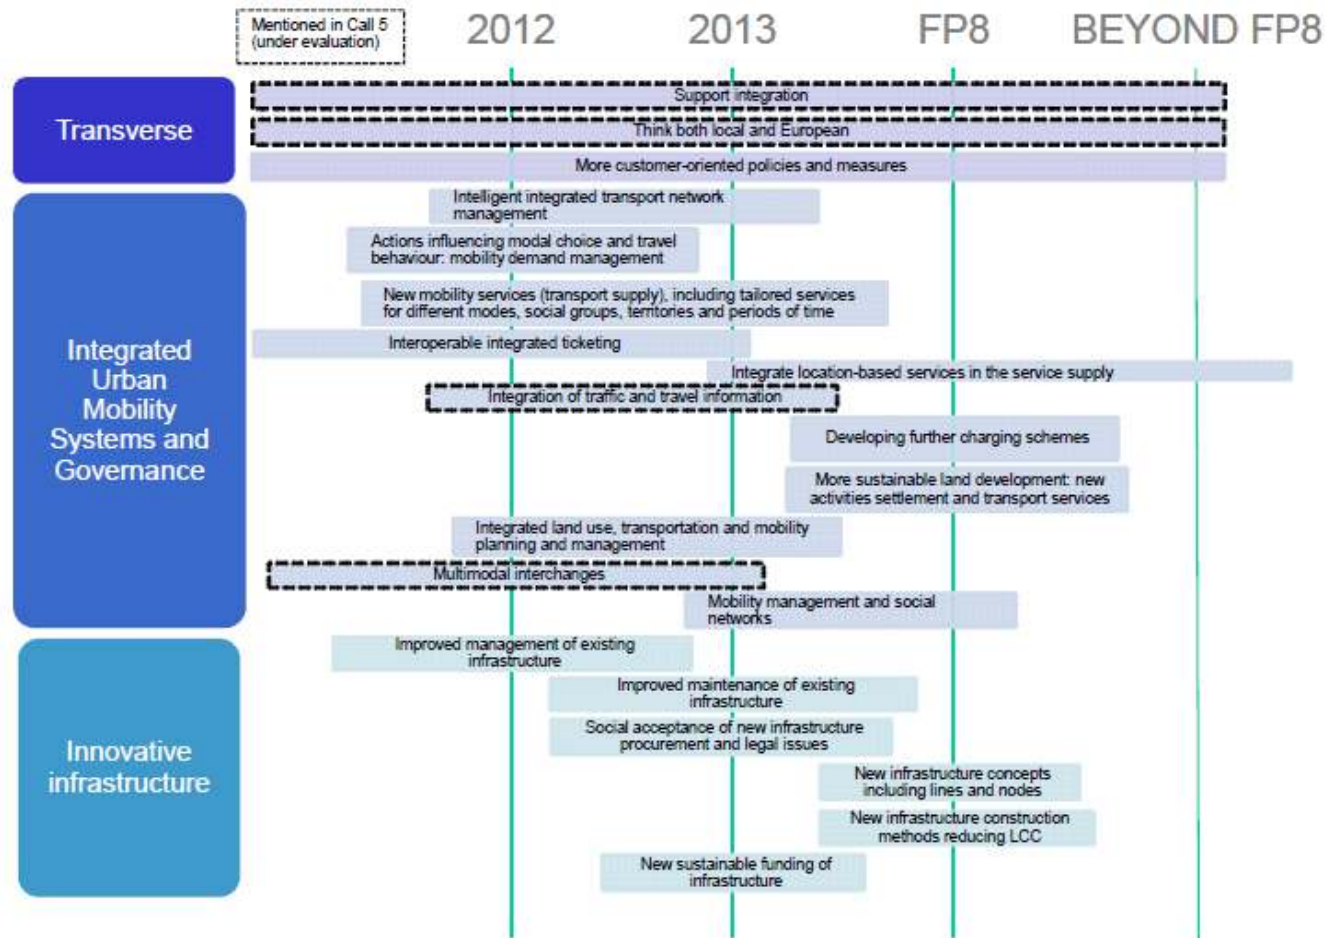 Mentioned in Call 5
(under evaluation)
2012
2013
FP8
BEYOND FP8
Transverse
Support integration
Think both local and European
More customer-oriented policies and measures
Integrated
Urban
Mobility
Systems and
Governance
Intelligent integrated transport network
management
Actions influencing modal choice and travel
behaviour: mobility demand management
New mobility services (transport supply), including tailored services
for different modes, social groups, territories and periods of time
Interoperable integrated ticketing
Integrate location-based services in the service supply
Integration of traffic and travel information
Developing further charging schemes
More sustainable land development: new
activities settlement and transport services
Integrated land use, transportation and mobility
planning and management
Multimodal interchanges
Mobility management and social
networks
Innovative
infrastructure
Improved management of existing
infrastructure
Improved maintenance of existing
infrastructure
Social acceptance of new infrastructure
procurement and legal issues
New infrastructure concepts
including lines and nodes
New infrastructure construction
methods reducing LCC
New sustainable funding of
infrastructure